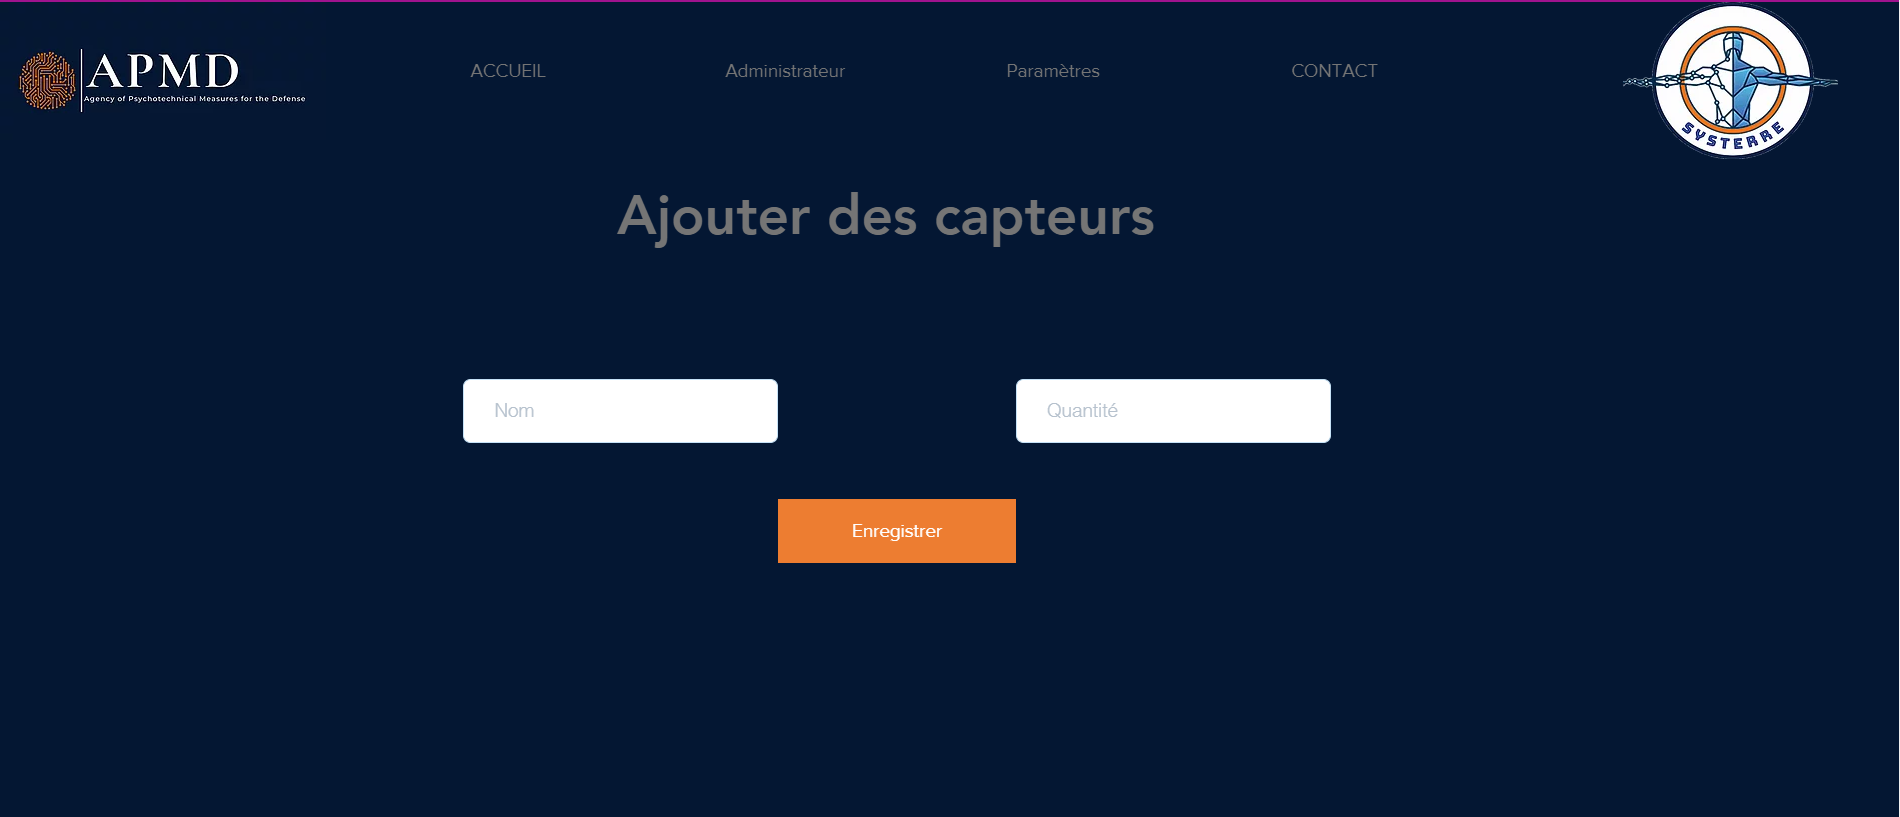 APMD
Agency of Psychotechnical Measures for the Defense
ACCUEIL
Administrateur
Paramètres
CONTACT
SYSTERRE
Ajouter des capteurs
Nom
Quantité
Enregistrer